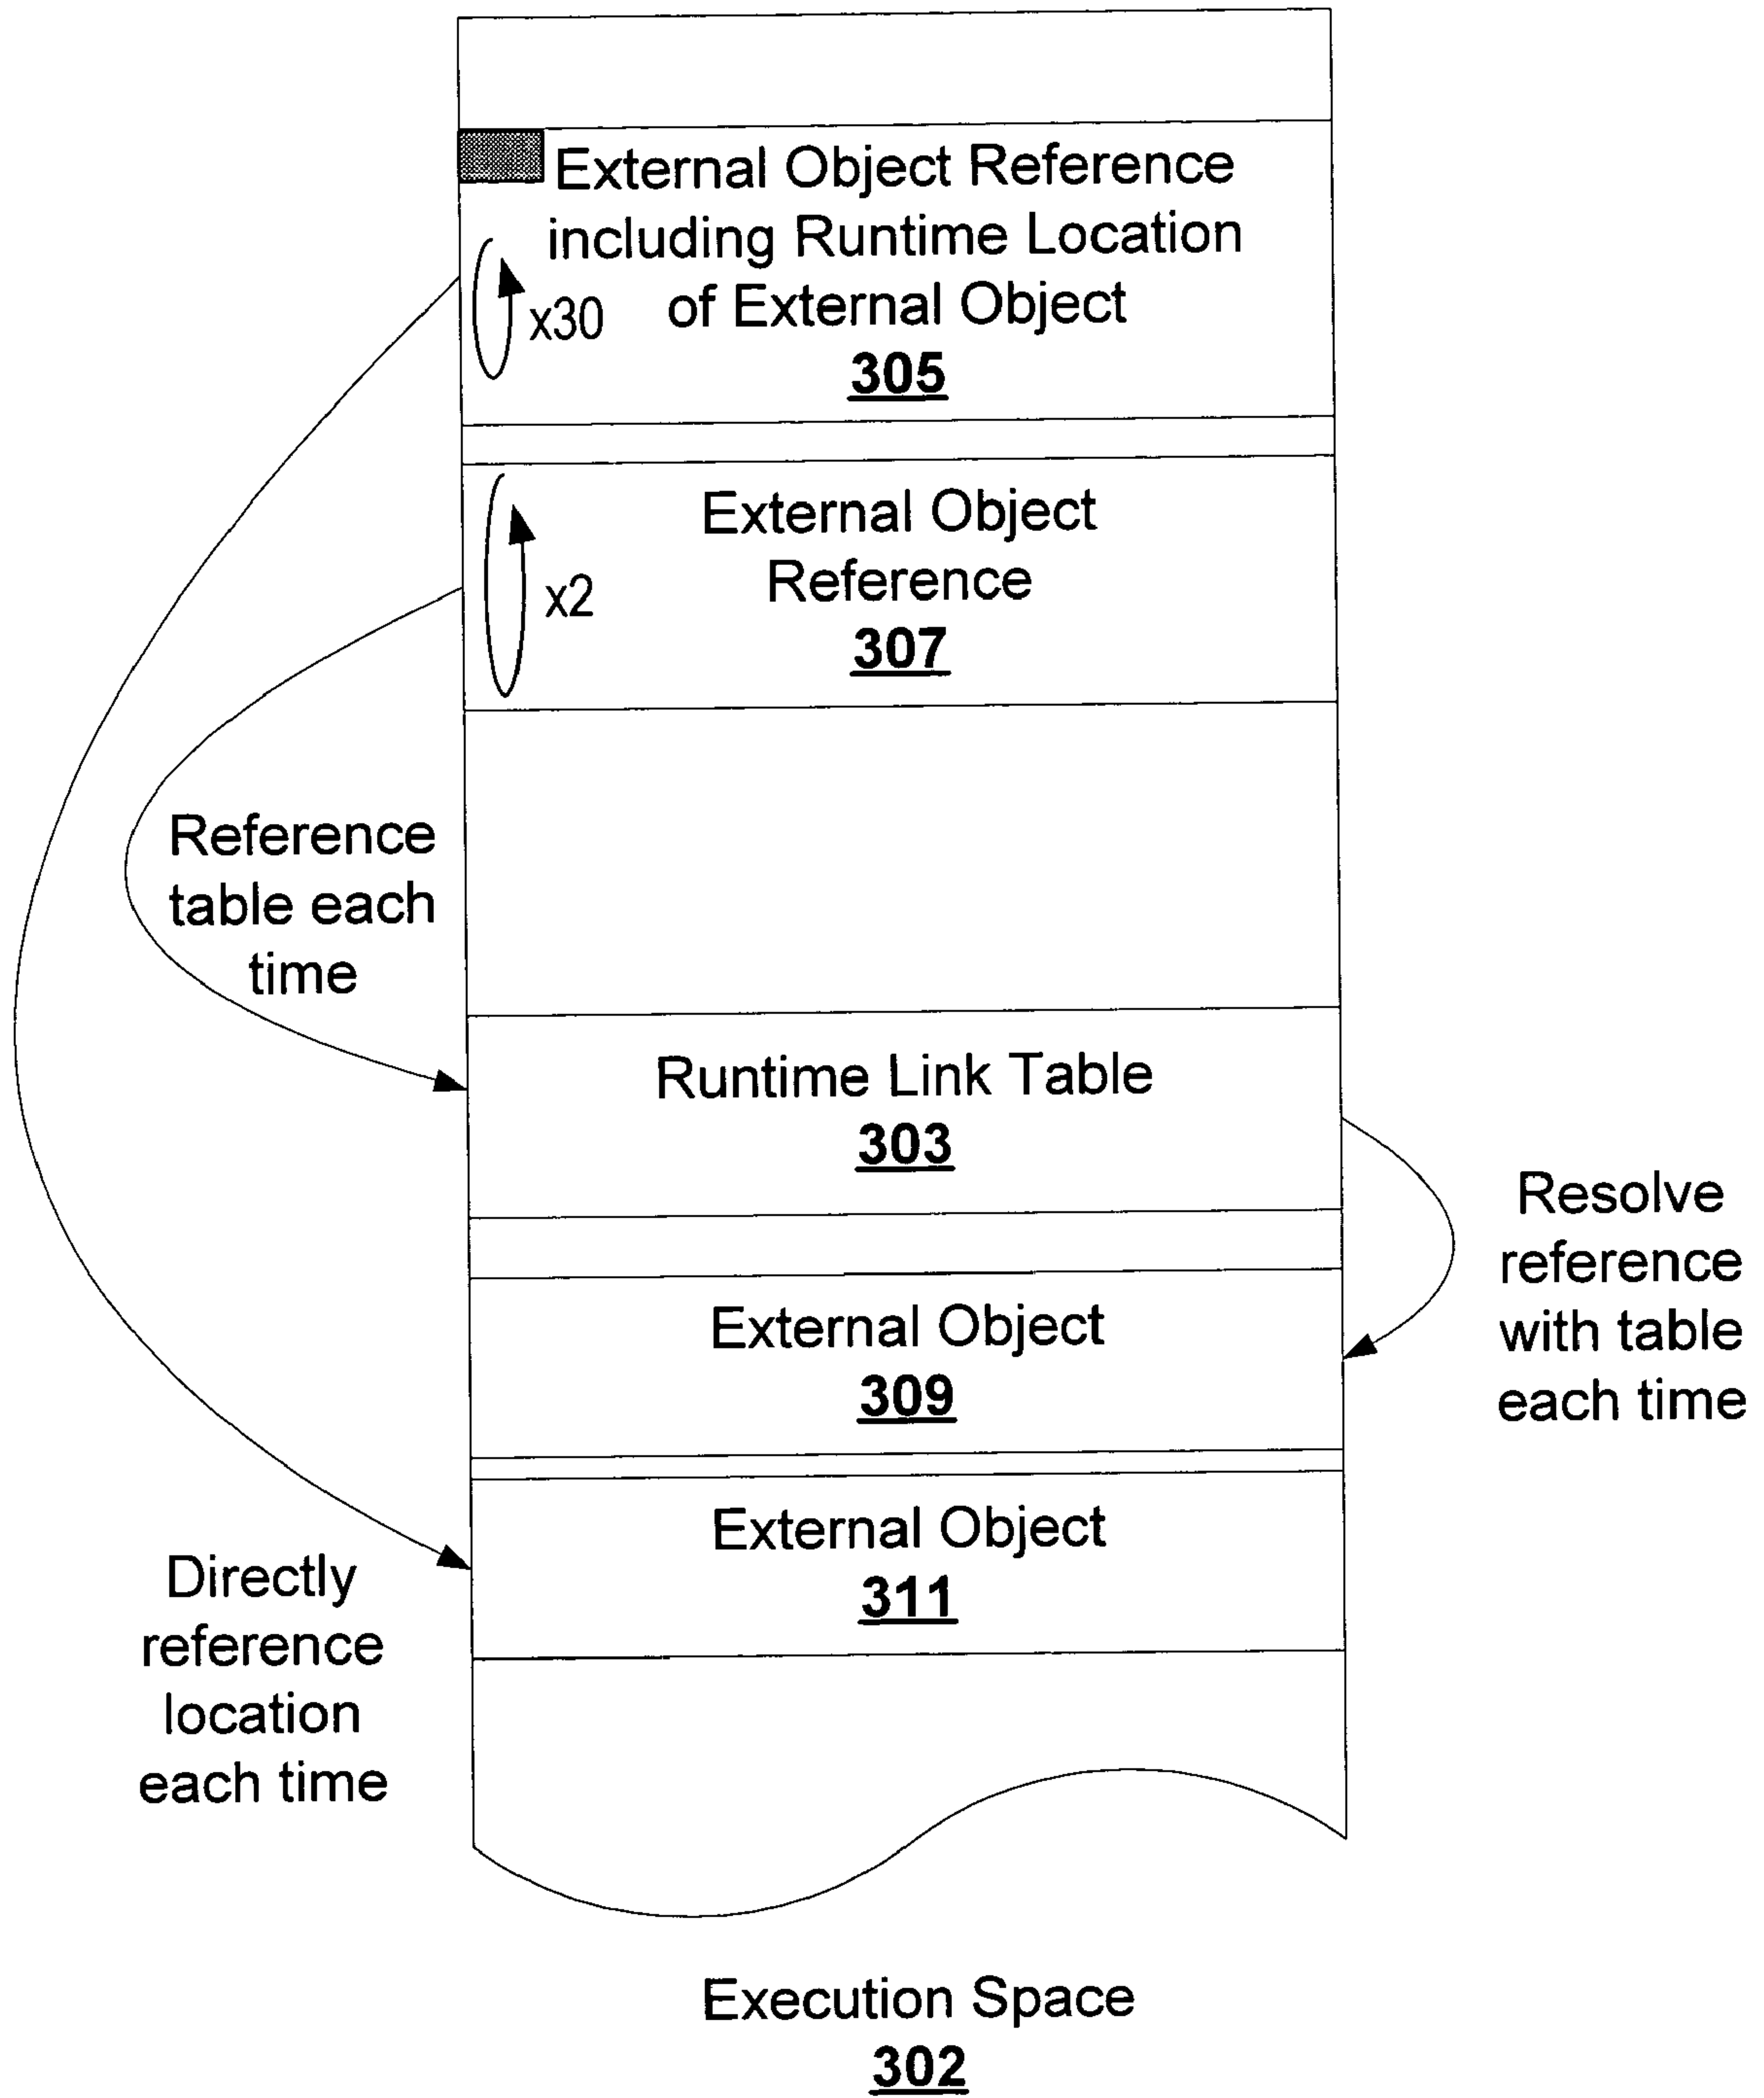 External Object Reference
including Runtime Location
of External Object
x30
305
External Object
Reference
x2
307
Reference
table each
time
Runtime Link Table
303
Resolve
reference
with table
each time
External Object
309
External Object
311
Directly
reference
location
each time
Execution Space
302